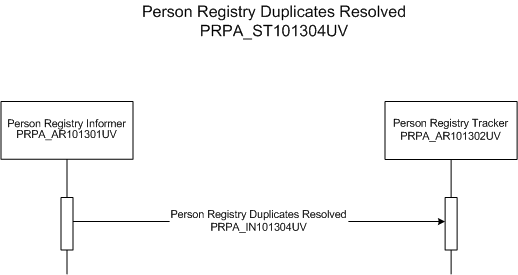 Person Registry Duplicates Resolved
PRPA_ST101304UV
Person Registry Informer
PRPA_AR101301UV
Person Registry Tracker
PRPA_AR101302UV
Person Registry Duplicates Resolved
PRPA_IN101304UV